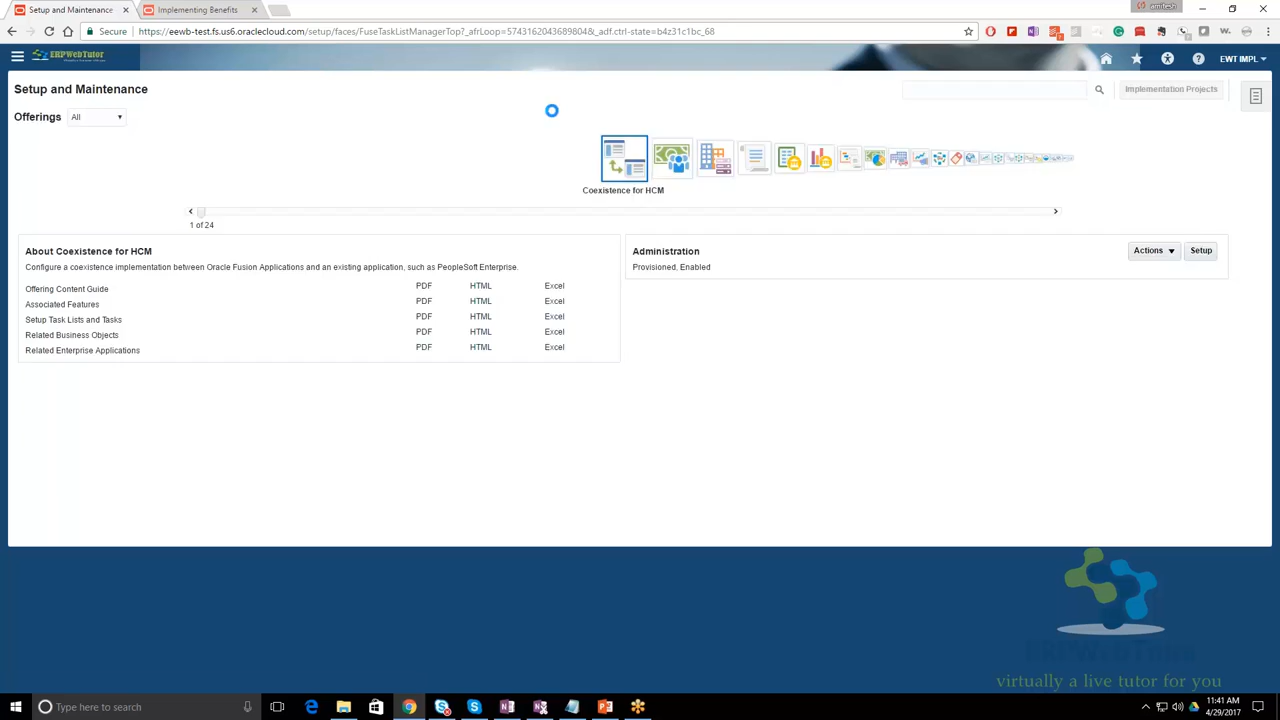 Setup and Maintenance
Implementing Benefits
amitesh
Secure
https://eewb-test.fs.us6.oraclecloud.com/setup/faces/FuseTaskListManagerTop?_afrLoop=5743162043689804&_adf.ctrl-state=b4z31c1bc_68
ERPWebTutor
EWT IMPL
Setup and Maintenance
Implementation Projects
Offerings All
Coexistence for HCM
1 of 24
About Coexistence for HCM
Configure a coexistence implementation between Oracle Fusion Applications and an existing application, such as PeopleSoft Enterprise.
Offering Content Guide PDF HTML Excel
Associated Features PDF HTML Excel
Setup Task Lists and Tasks PDF HTML Excel
Related Business Objects PDF HTML Excel
Related Enterprise Applications PDF HTML Excel
Administration
Actions Setup
Provisioned, Enabled
virtually a live tutor for you
Type here to search
11:41 AM
4/29/2017